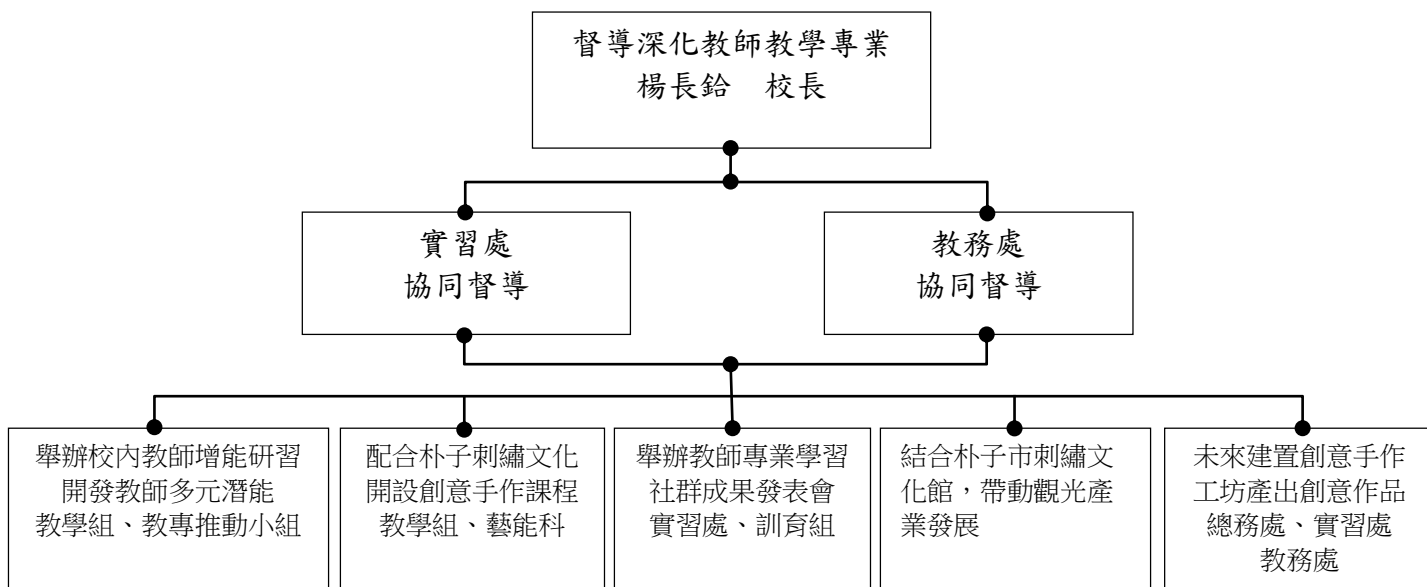 督導深化教師教學專業
楊長鉿　校長
實習處
協同督導
教務處
協同督導
舉辦校內教師增能研習
開發教師多元潛能
教學組、教專推動小組
配合朴子刺繡文化
開設創意手作課程
教學組、藝能科
舉辦教師專業學習
社群成果發表會
實習處、訓育組
結合朴子市刺繡文
化館，帶動觀光產
業發展
未來建置創意手作
工坊產出創意作品
總務處、實習處
教務處